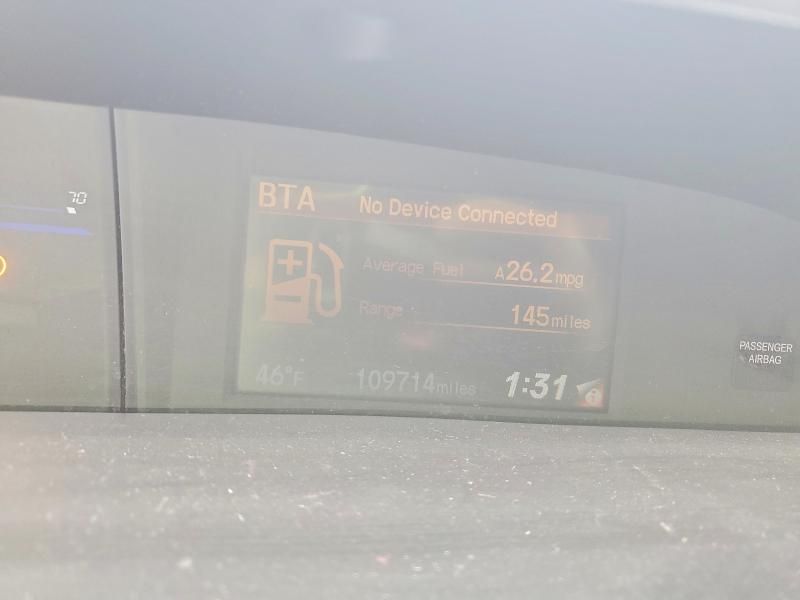 70
BTA No Device Connected
Average Fuel A26.2mpg
Range 145miles
46°F 109714miles 1:31
PASSENGER
AIRBAG